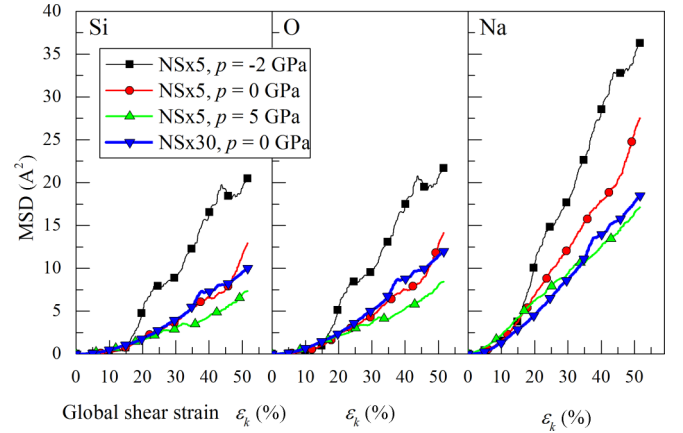 Si O Na
NSx5, p = -2 GPa
NSx5, p = 0 GPa
NSx5, p = 5 GPa
NSx30, p = 0 GPa
MSD (A²)
40
35
30
25
20
15
10
5
0
0 10 20 30 40 50 0 10 20 30 40 50 0 10 20 30 40 50
Global shear strain εk (%) εk (%) εk (%)